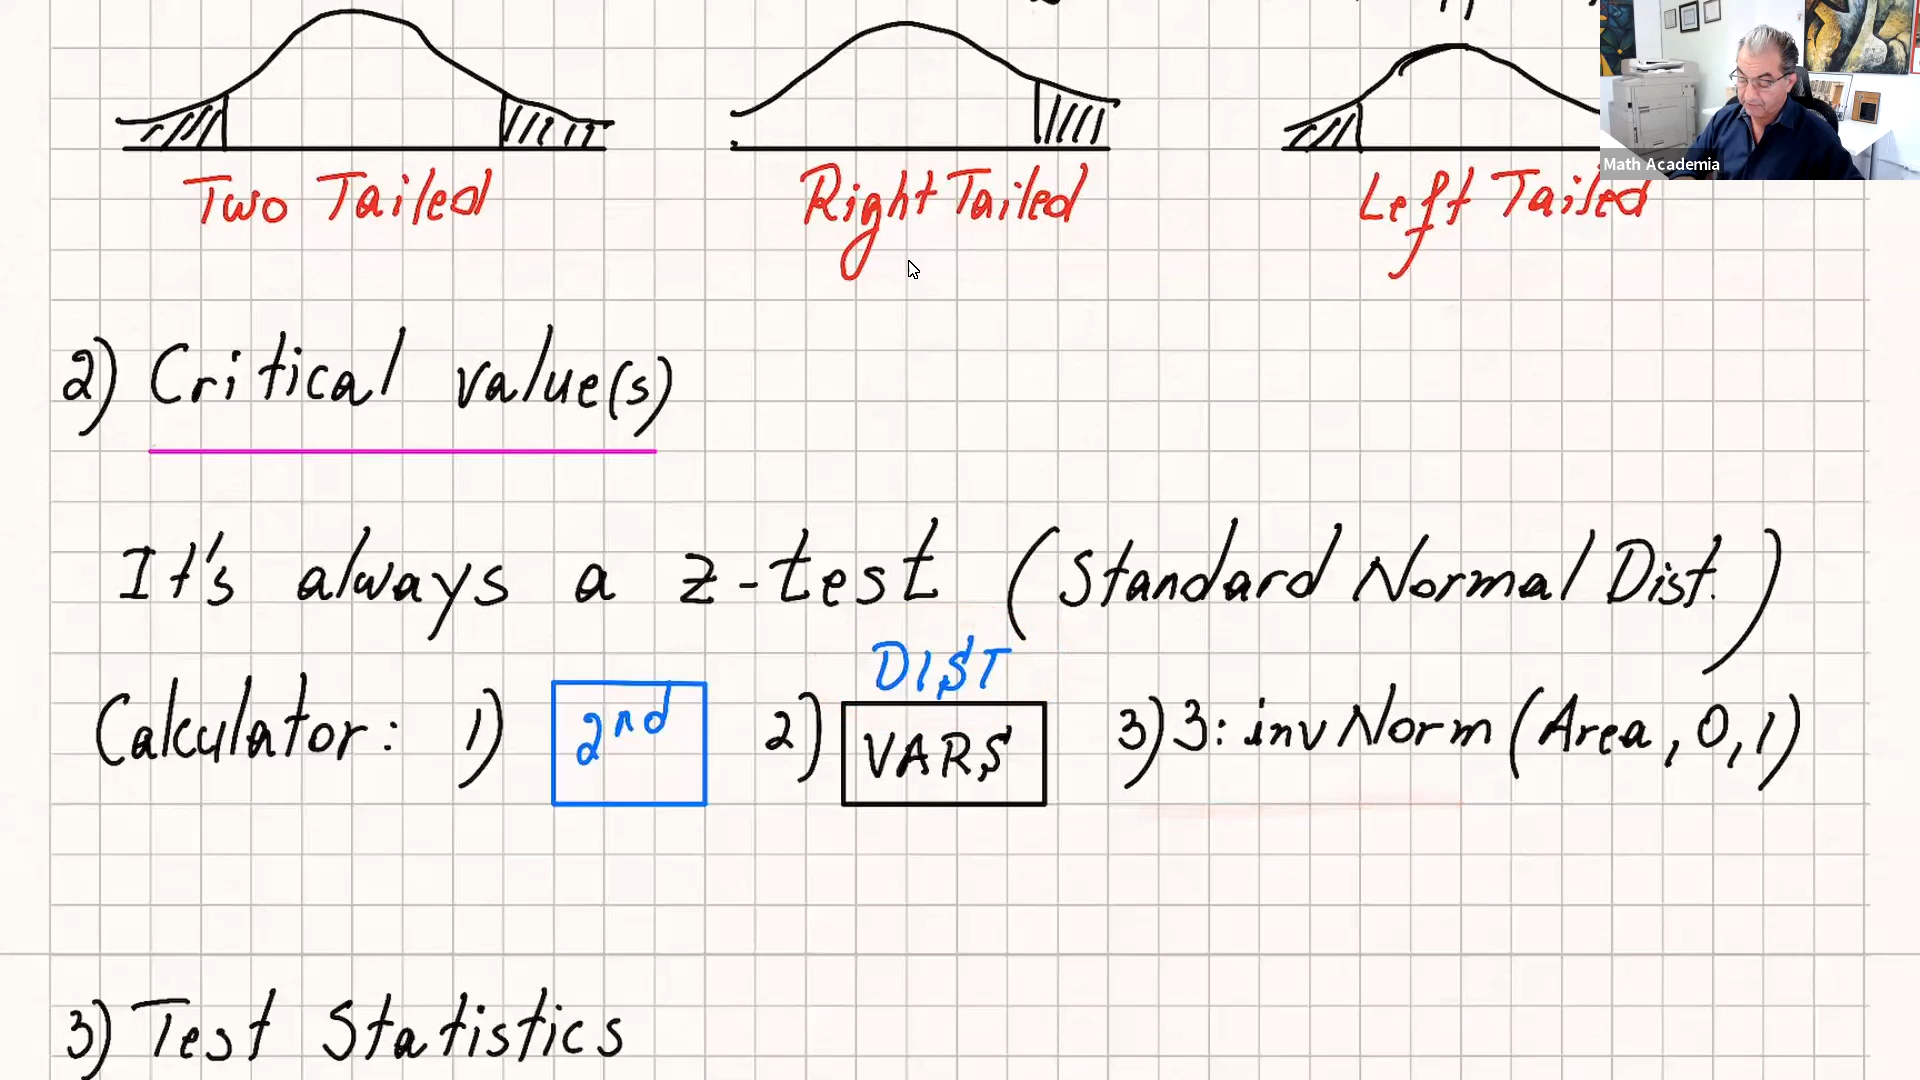 Math Academia
Two Tailed
Right Tailed
Left Tailed
2) Critical value(s)
It's always a z-test (Standard Normal Dist.)
DIST
Calculator: 1) 2nd 2) VARS 3) 3: invNorm (Area, 0, 1)
3) Test Statistics